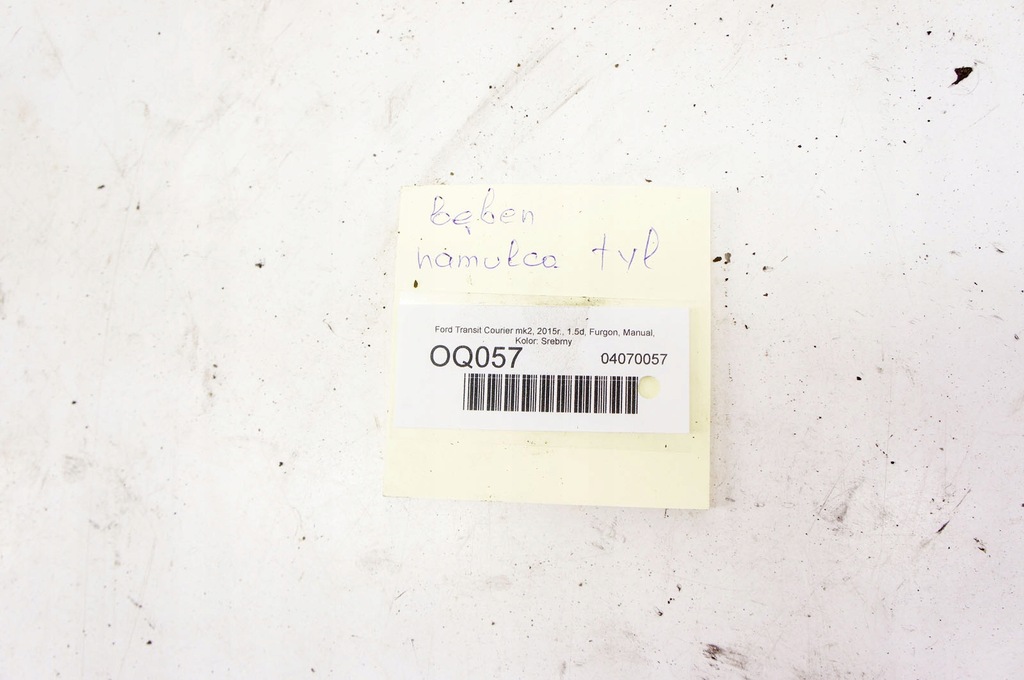 bęben
hamulca tył
Ford Transit Courier mk2, 2015r., 1.5d, Furgon, Manual,
Kolor: Srebrny
OQ057 04070057